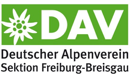 DAV
Deutscher Alpenverein
Sektion Freiburg-Breisgau